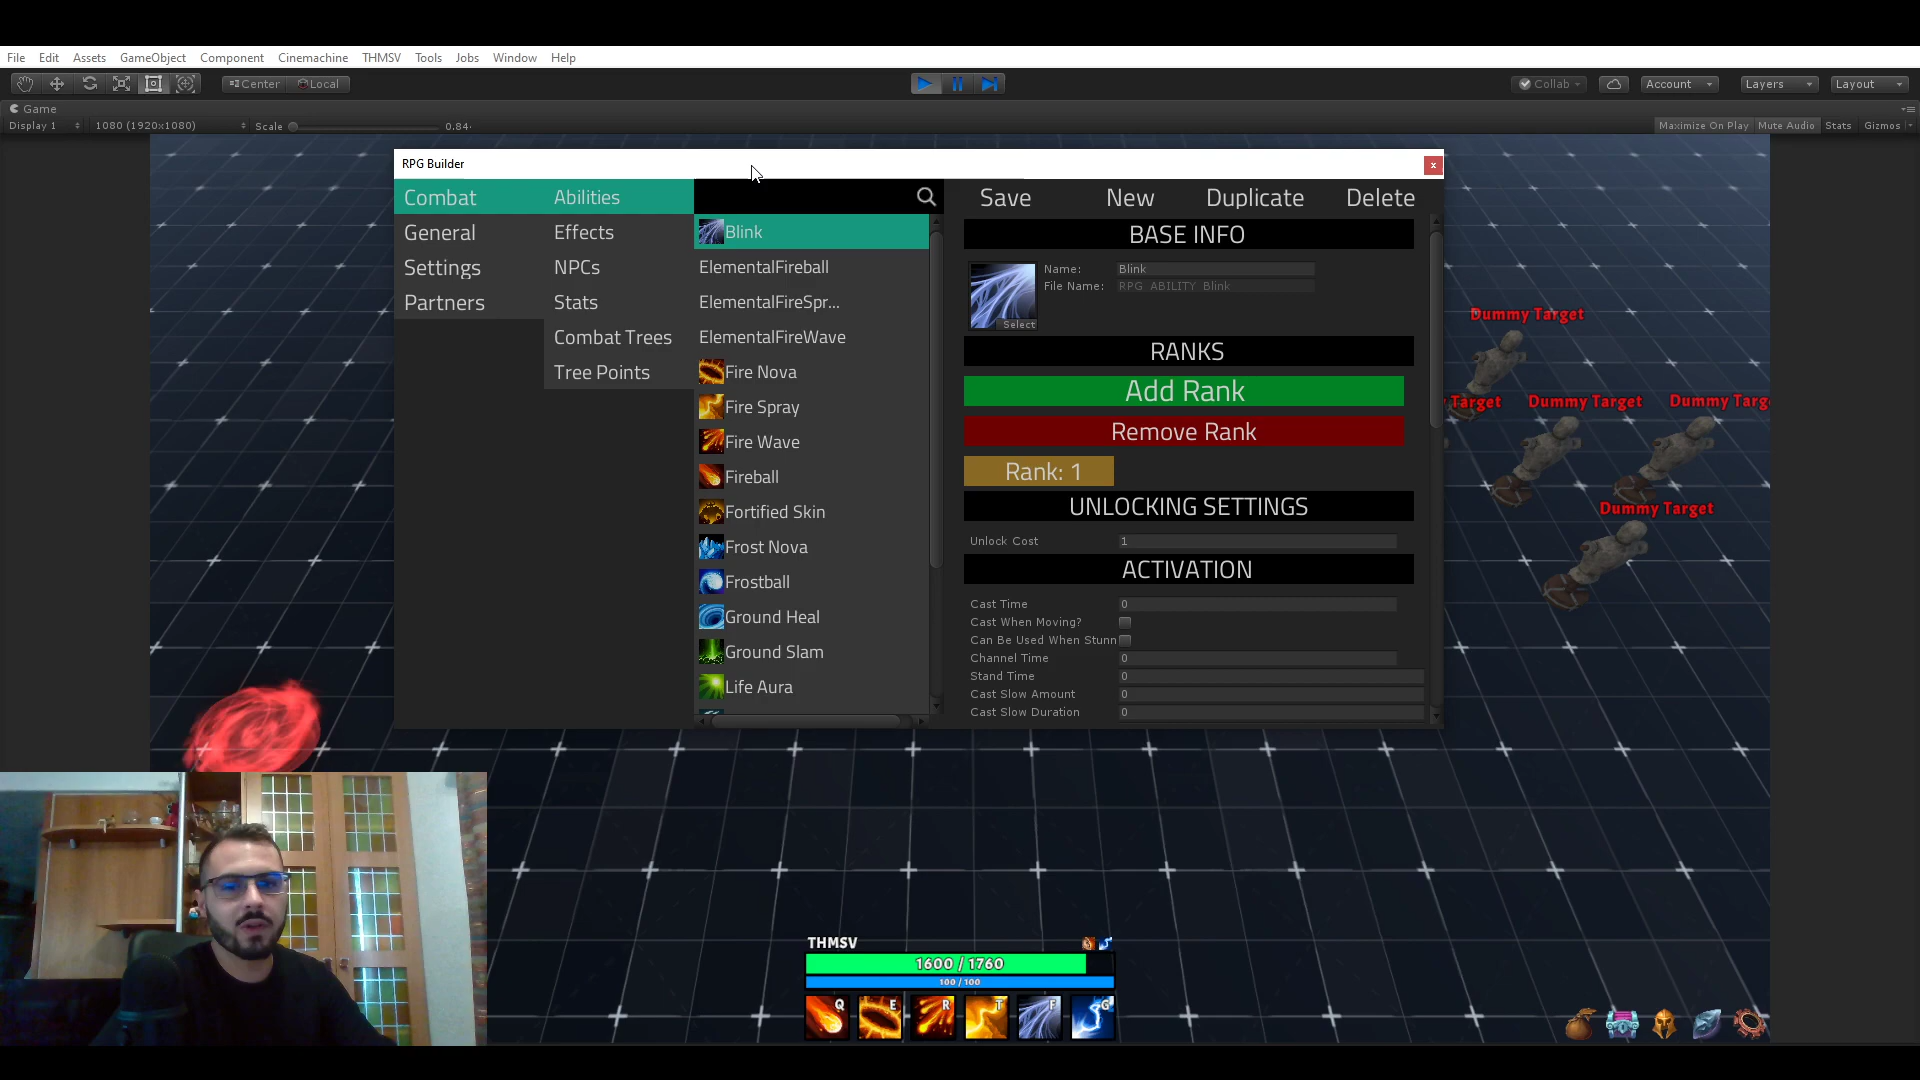 File Edit Assets GameObject Component Cinemachine THMSV Tools Jobs Window Help
Center Local Collab Account Layers Layout
Game
Display 1 1080 (1920x1080) Scale 0.84 Maximize On Play Mute Audio Stats Gizmos
RPG Builder x
Combat
General
Settings
Partners
Abilities
Effects
NPCs
Stats
Combat Trees
Tree Points
Blink
ElementalFireball
ElementalFireSpr...
ElementalFireWave
Fire Nova
Fire Spray
Fire Wave
Fireball
Fortified Skin
Frost Nova
Frostball
Ground Heal
Ground Slam
Life Aura
Save New Duplicate Delete
BASE INFO
Select
Name: Blink
File Name: RPG_ABILITY_Blink
RANKS
Add Rank
Remove Rank
Rank: 1
UNLOCKING SETTINGS
Unlock Cost 1
ACTIVATION
Cast Time 0
Cast When Moving?
Can Be Used When Stunn
Channel Time 0
Stand Time 0
Cast Slow Amount 0
Cast Slow Duration 0
Dummy Target
Target Dummy Target Dummy Targ
Dummy Target
THMSV
1600 / 1760
100 / 100
Q E R T F G